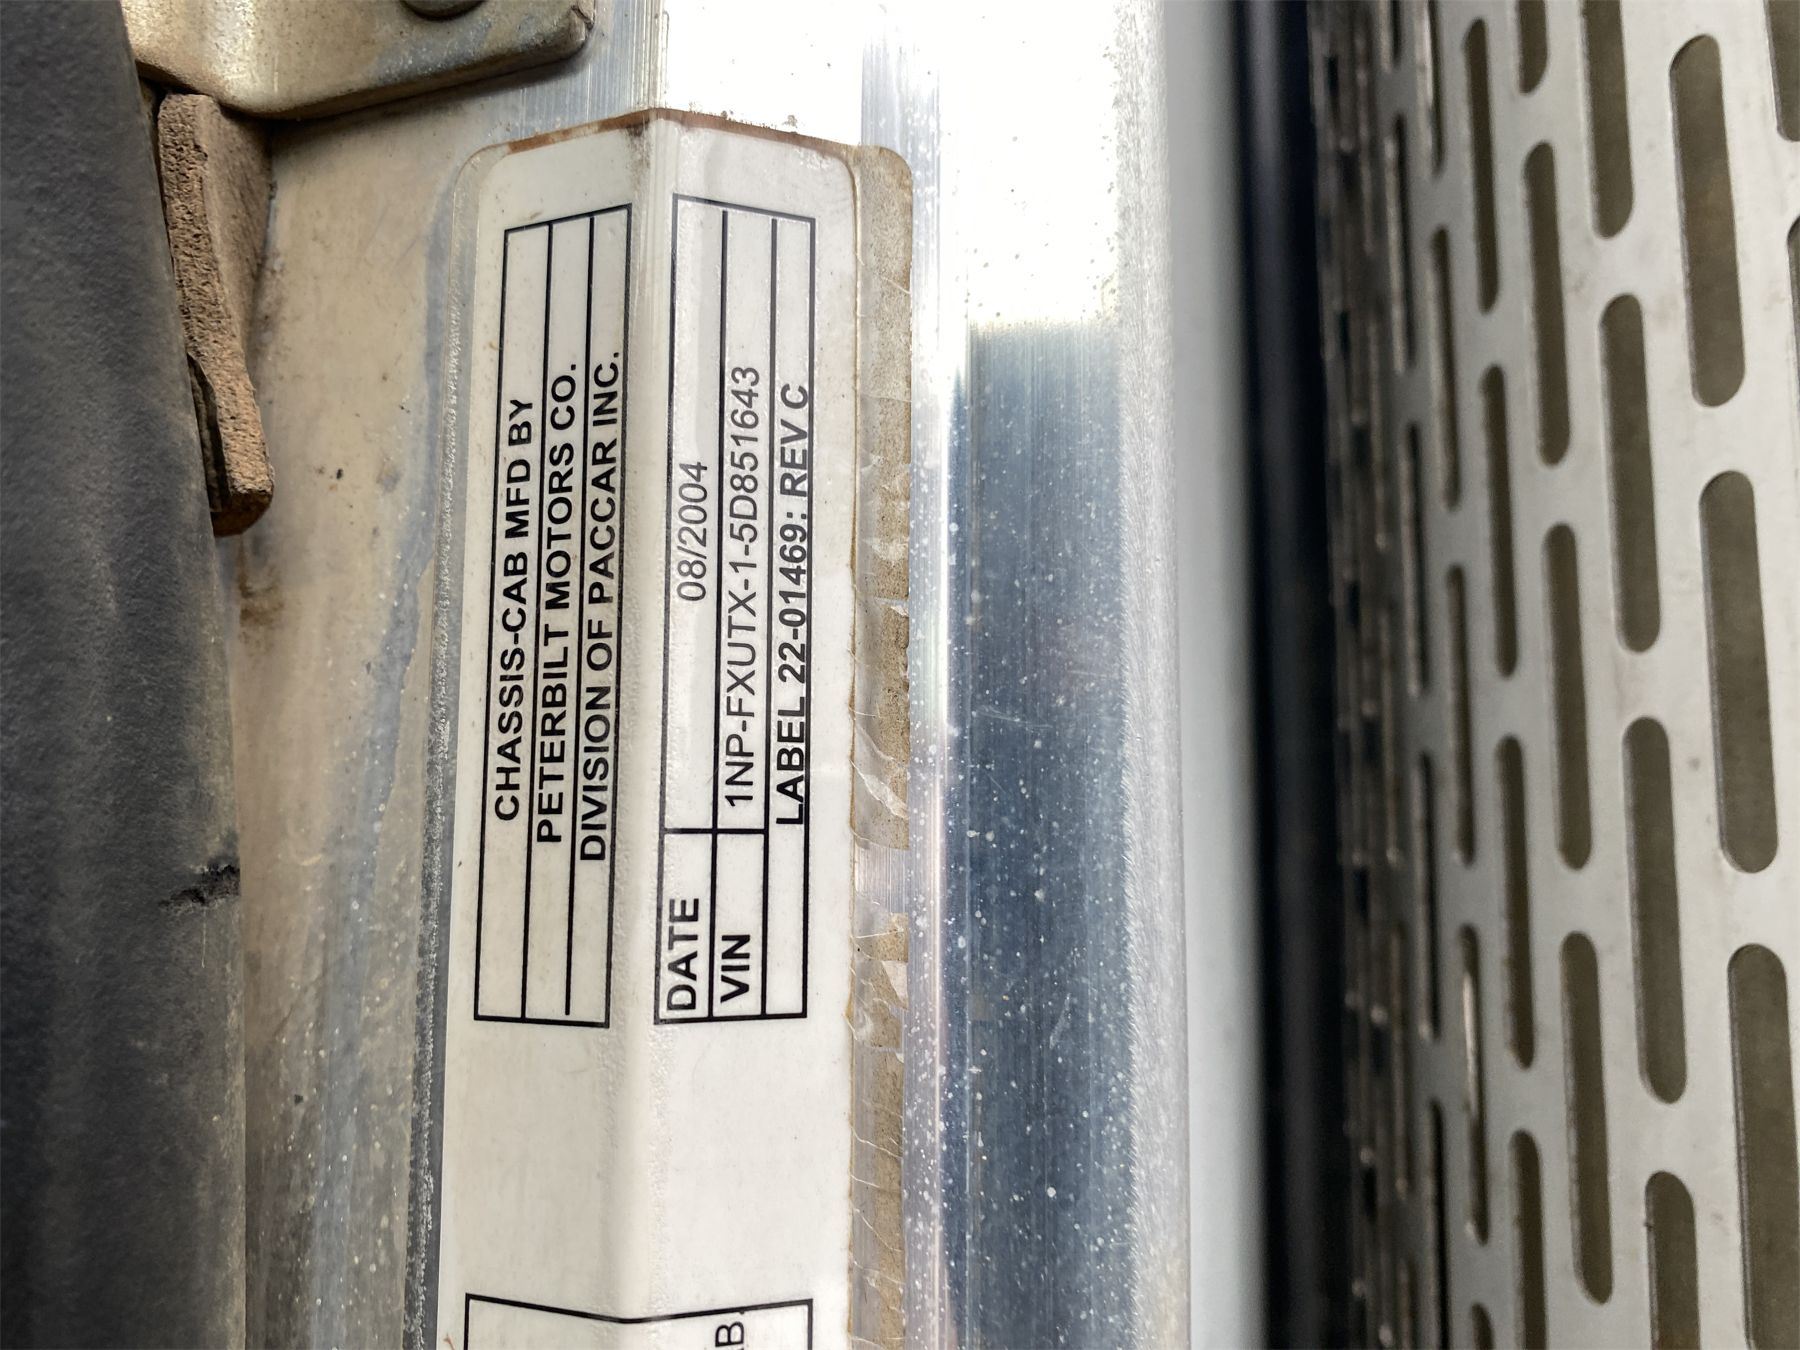 CHASSIS-CAB MFD BY
PETERBILT MOTORS CO.
DIVISION OF PACCAR INC.
DATE 08/2004
VIN 1NP-FXUTX-1-5D851643
LABEL 22-01469: REV C